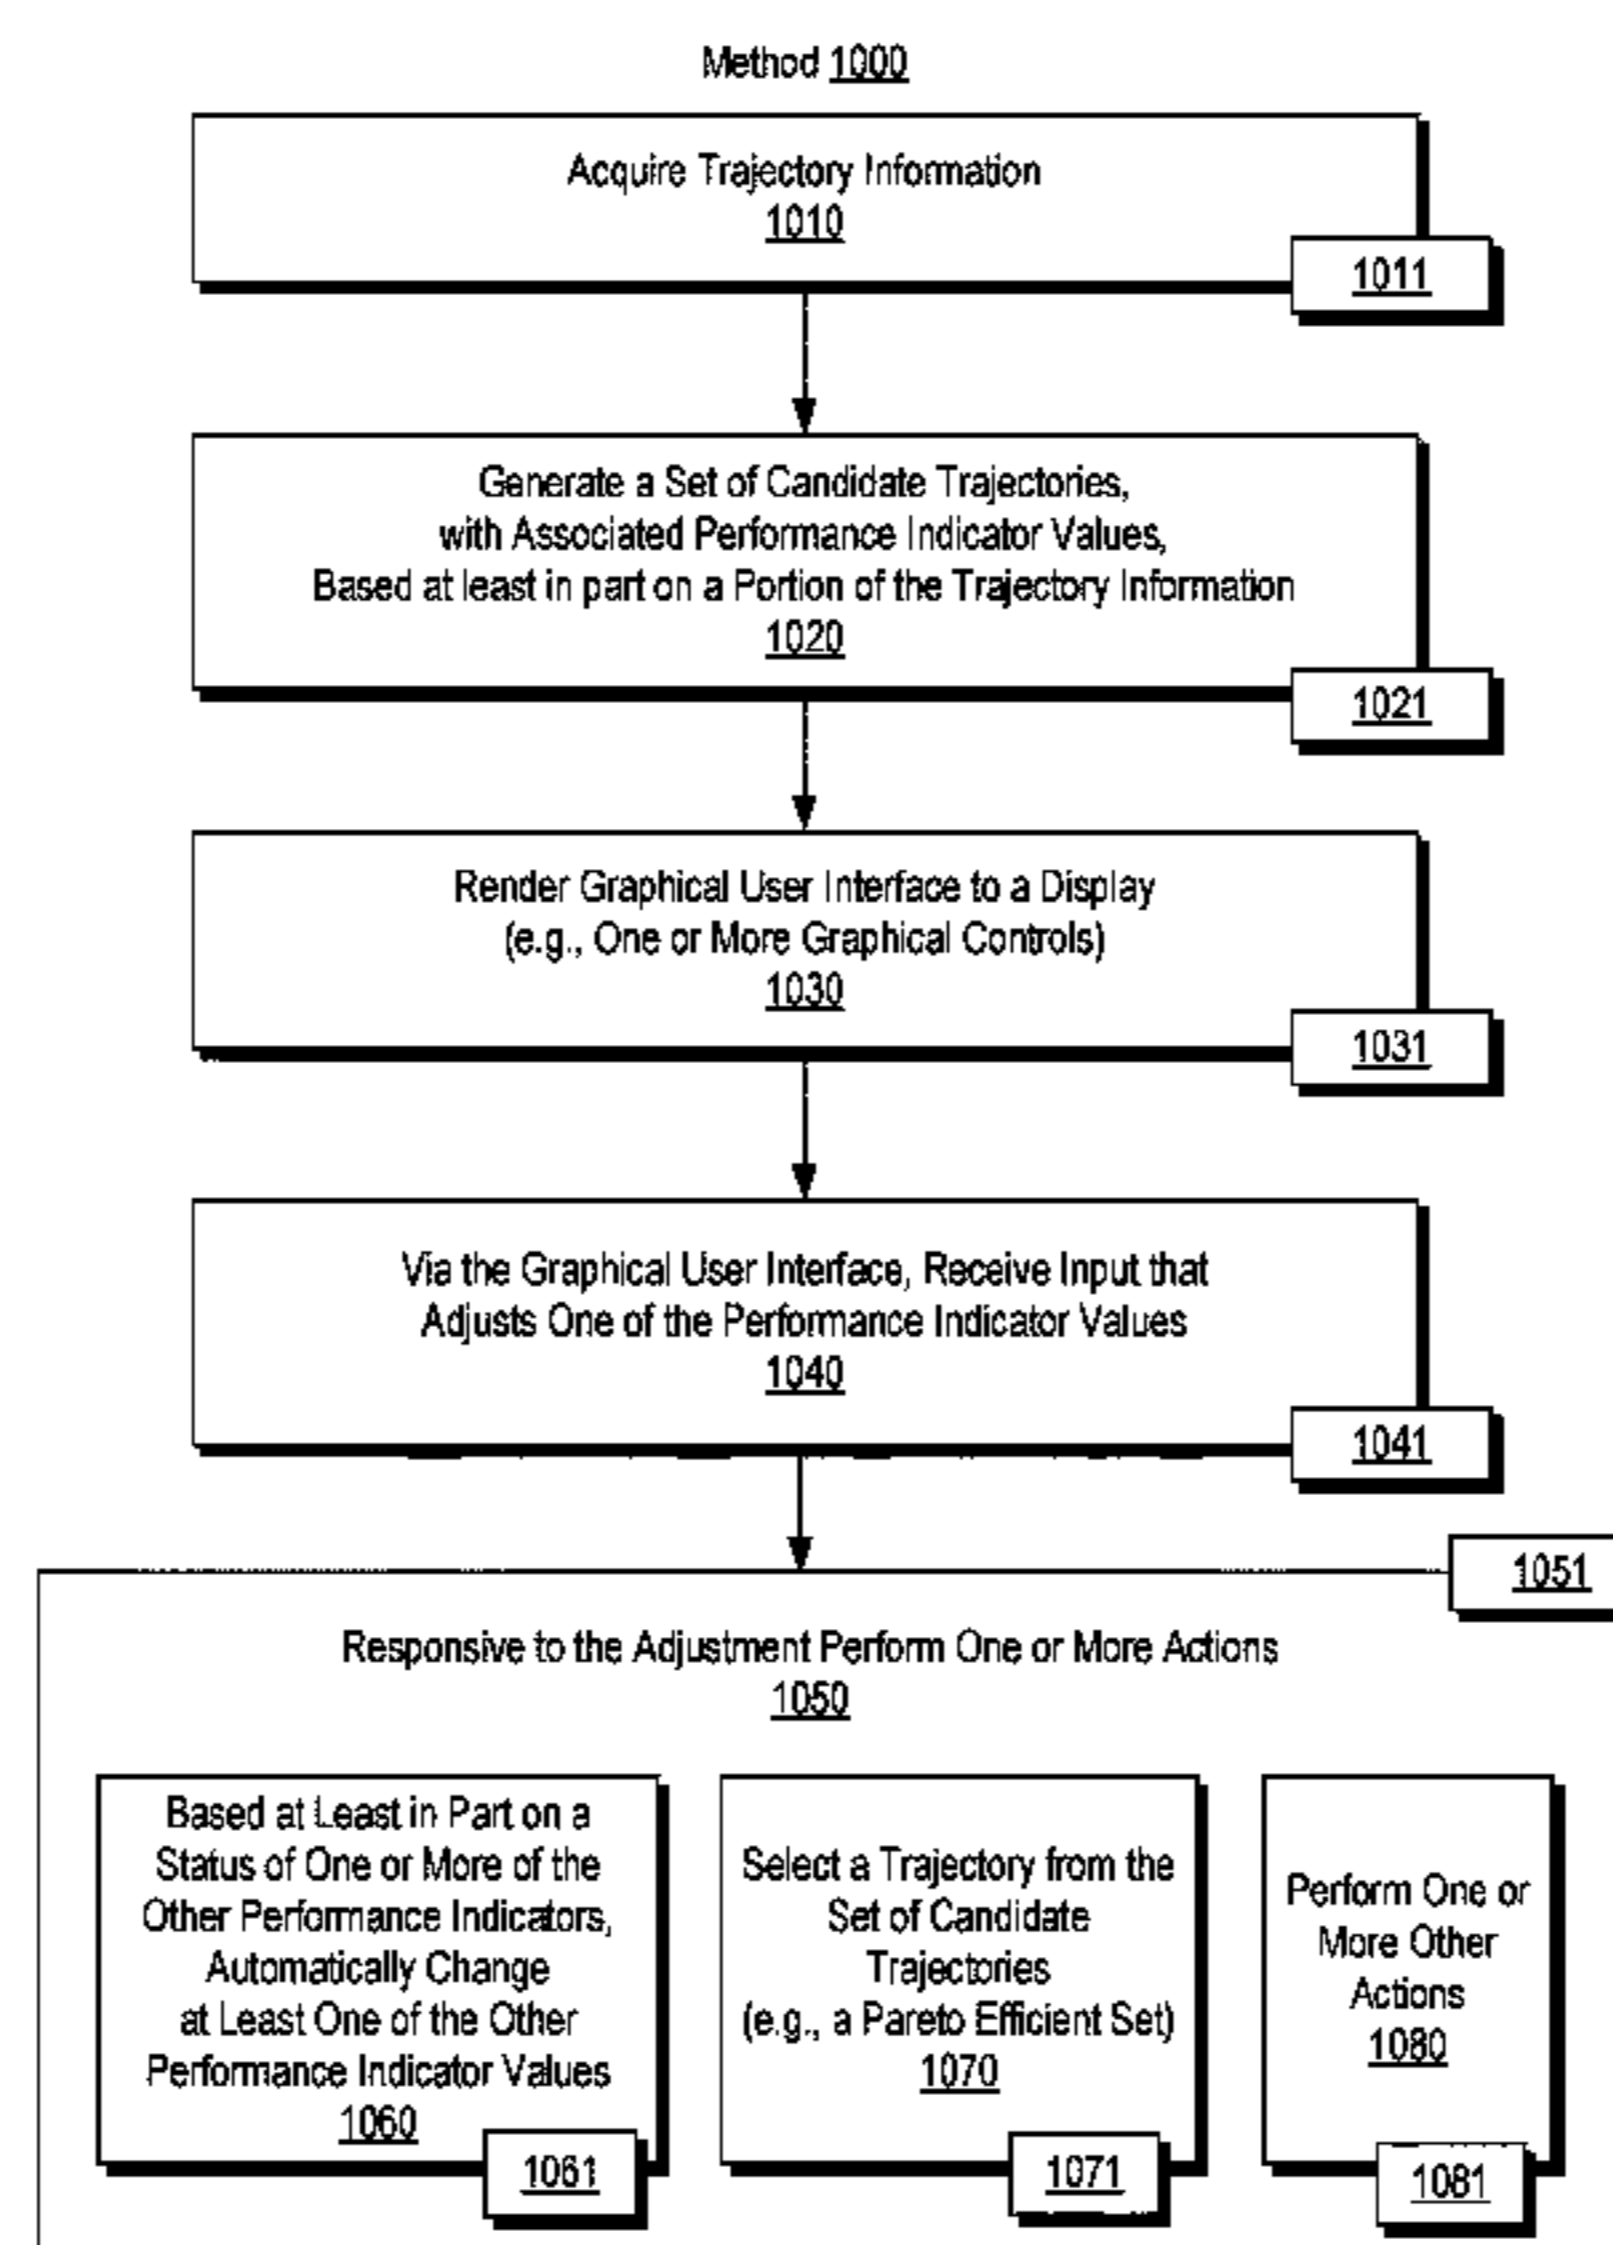 Method 1000
Acquire Trajectory Information
1010
1011
Generate a Set of Candidate Trajectories,
with Associated Performance Indicator Values,
Based at least in part on a Portion of the Trajectory Information
1020
1021
Render Graphical User Interface to a Display
(e.g., One or More Graphical Controls)
1030
1031
Via the Graphical User Interface, Receive Input that
Adjusts One of the Performance Indicator Values
1040
1041
1051
Responsive to the Adjustment Perform One or More Actions
1050
Based at Least in Part on a
Status of One or More of the
Other Performance Indicators,
Automatically Change
at Least One of the Other
Performance Indicator Values
1060
1061
Select a Trajectory from the
Set of Candidate
Trajectories
(e.g., a Pareto Efficient Set)
1070
1071
Perform One or
More Other
Actions
1080
1081